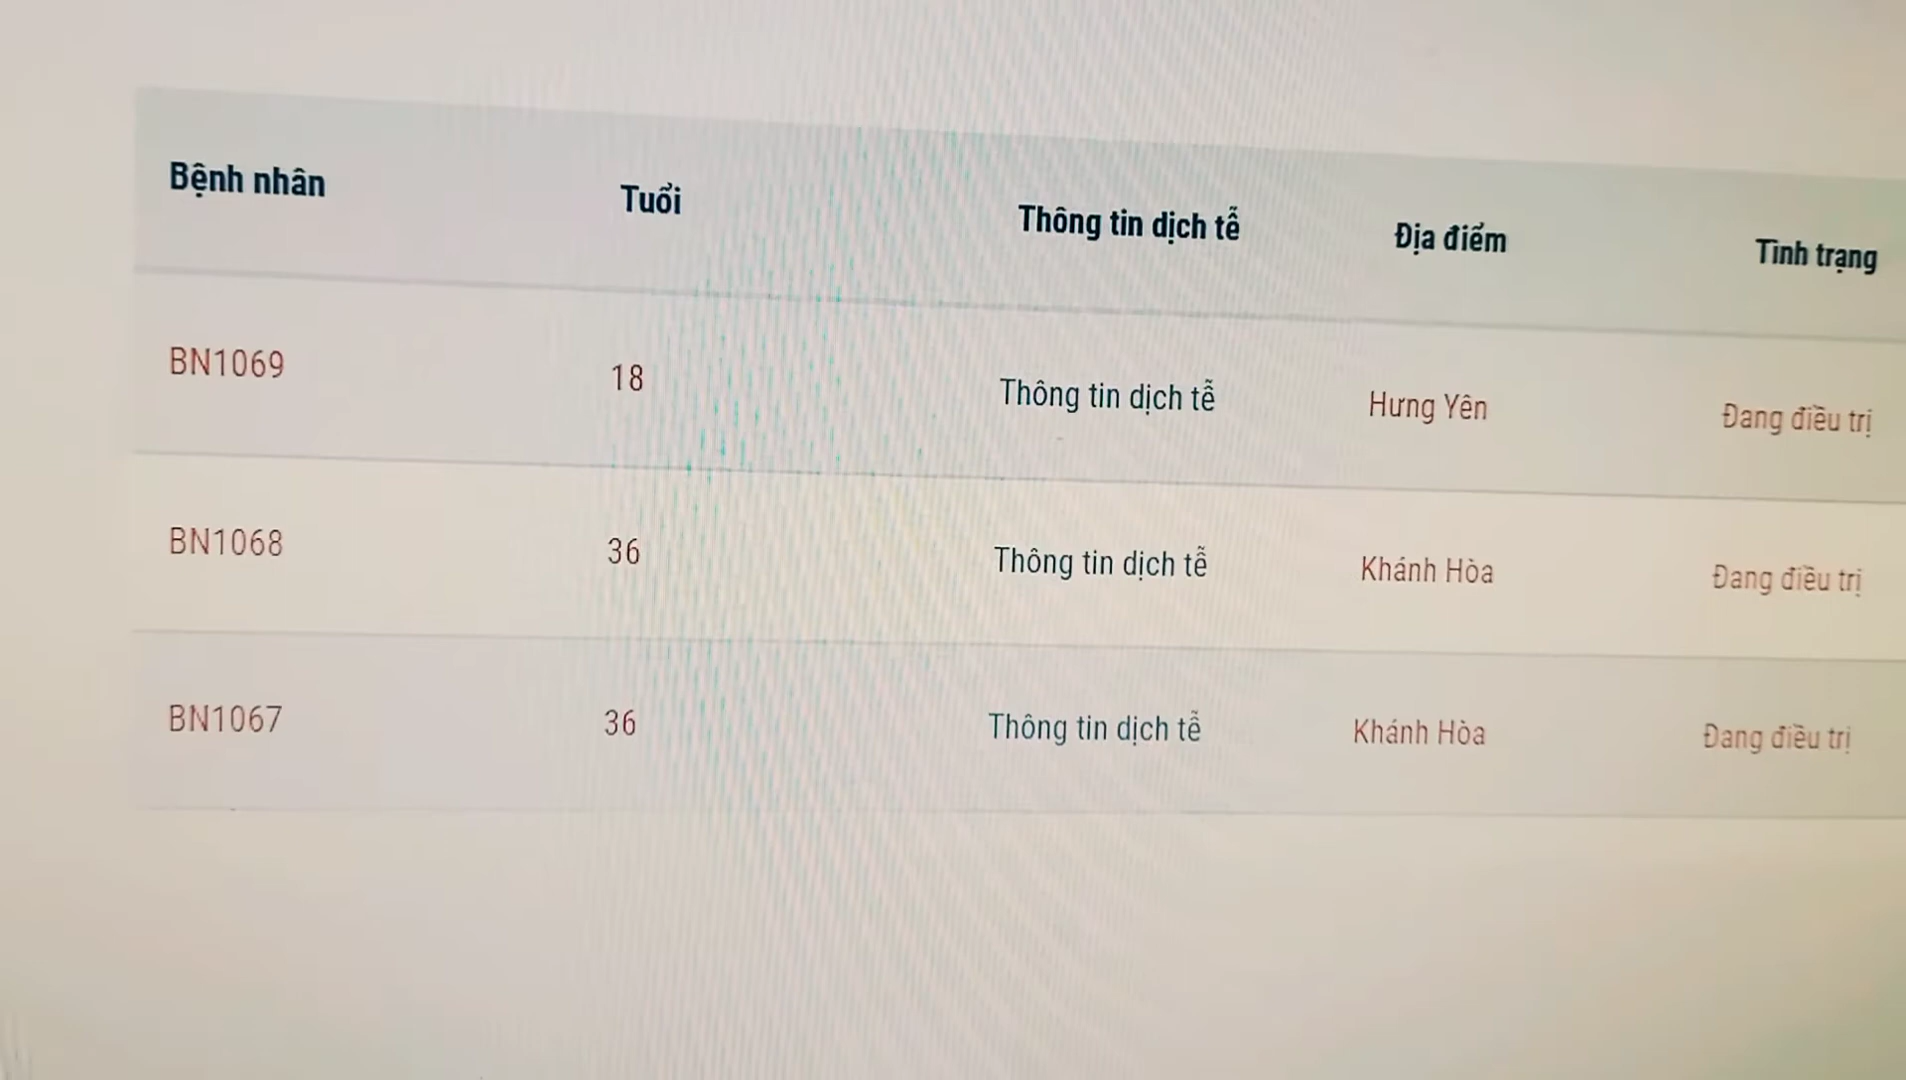 Bệnh nhân Tuổi Thông tin dịch tễ Địa điểm Tình trạng
BN1069 18 Thông tin dịch tễ Hưng Yên Đang điều trị
BN1068 36 Thông tin dịch tễ Khánh Hòa Đang điều trị
BN1067 36 Thông tin dịch tễ Khánh Hòa Đang điều trị